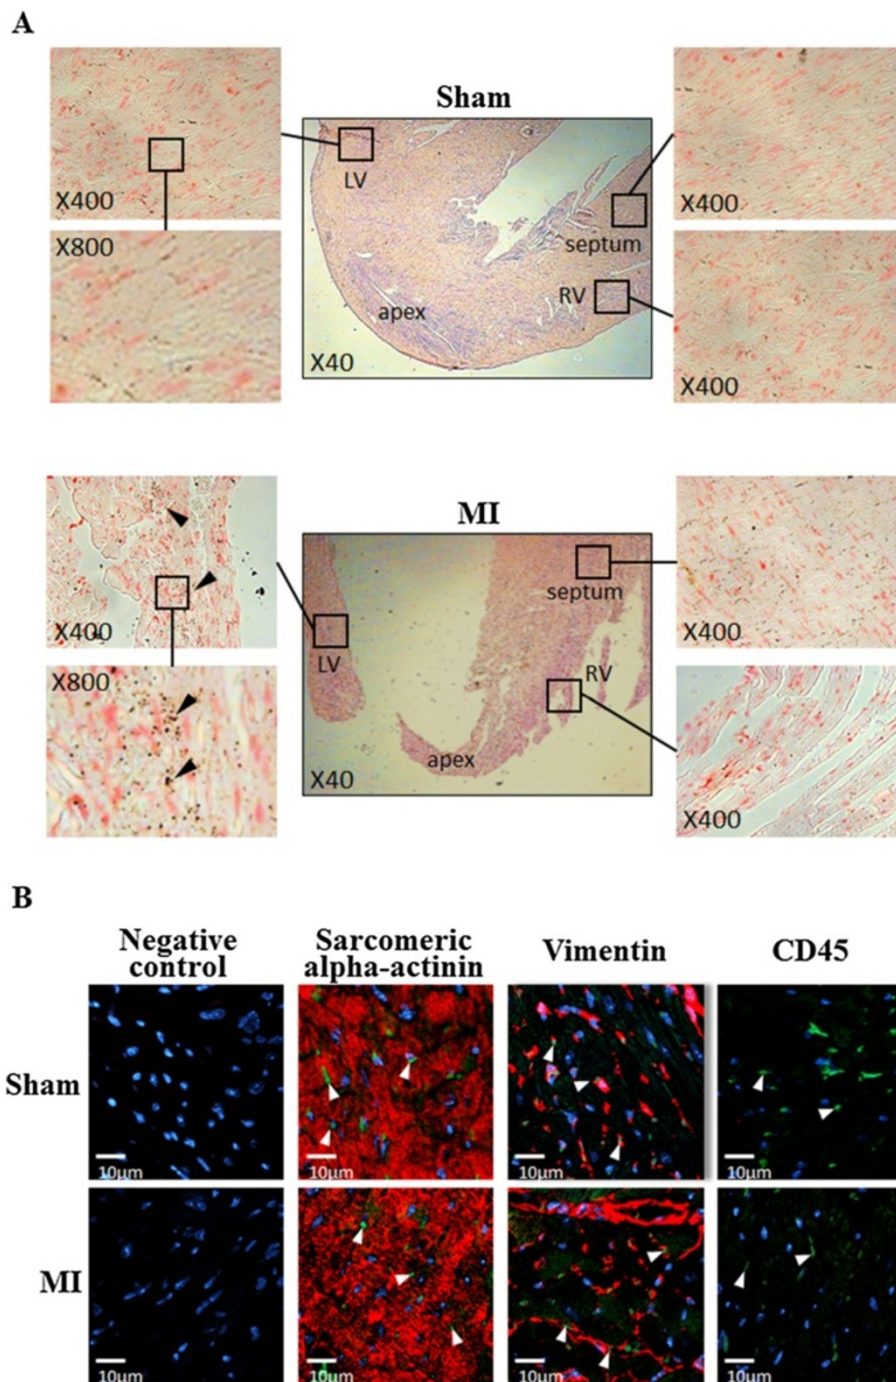 A
Sham
X400
X800
LV
septum
RV
apex
X40
X400
X400
MI
X400
X800
septum
LV
RV
apex
X40
X400
X400
B
Negative
control
Sarcomeric
alpha-actinin
Vimentin
CD45
Sham
10µm
10µm
10µm
10µm
MI
10µm
10µm
10µm
10µm